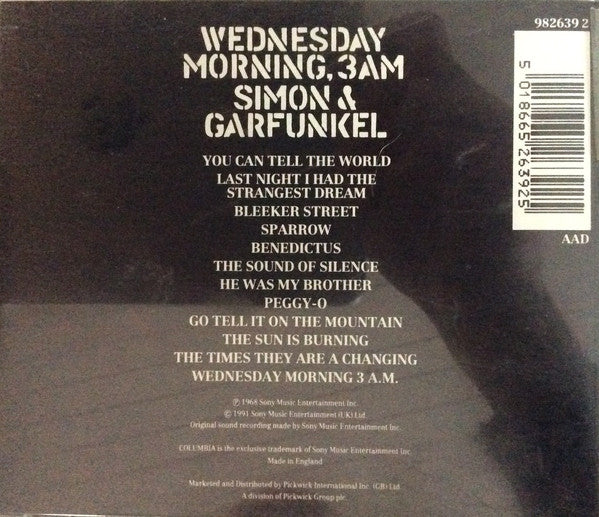 982639 2
WEDNESDAY
MORNING, 3AM
SIMON &
GARFUNKEL
YOU CAN TELL THE WORLD
LAST NIGHT I HAD THE
STRANGEST DREAM
BLEEKER STREET
SPARROW
BENEDICTUS
THE SOUND OF SILENCE
HE WAS MY BROTHER
PEGGY-O
GO TELL IT ON THE MOUNTAIN
THE SUN IS BURNING
THE TIMES THEY ARE A CHANGING
WEDNESDAY MORNING 3 A.M.
5 018665 263925
AAD
℗ 1968 Sony Music Entertainment Inc.
© 1991 Sony Music Entertainment (UK) Ltd
Original sound recording made by Sony Music Entertainment Inc.
COLUMBIA is the exclusive trademark of Sony Music Entertainment Inc.
Made in England
Marketed and Distributed by Pickwick International Inc. (GB) Ltd
A division of Pickwick Group plc.